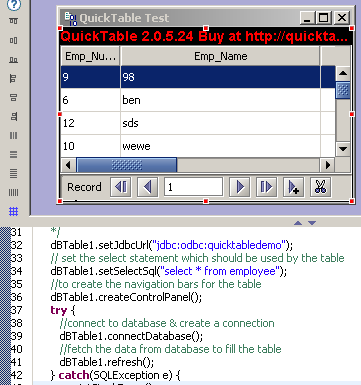 QuickTable Test
QuickTable 2.0.5.24 Buy at http://quickta...
Emp_Nu... Emp_Name
9 98
6 ben
12 sds
10 wewe
Record 1
31 */
32 dBTable1.setJdbcUrl("jdbc:odbc:quicktabledemo");
33 // set the select statement which should be used by the table
34 dBTable1.setSelectSql("select * from employee");
35 //to create the navigation bars for the table
36 dBTable1.createControlPanel();
37 try {
38 //connect to database & create a connection
39 dBTable1.connectDatabase();
40 //fetch the data from database to fill the table
41 dBTable1.refresh();
42 } catch(SQLException e) {